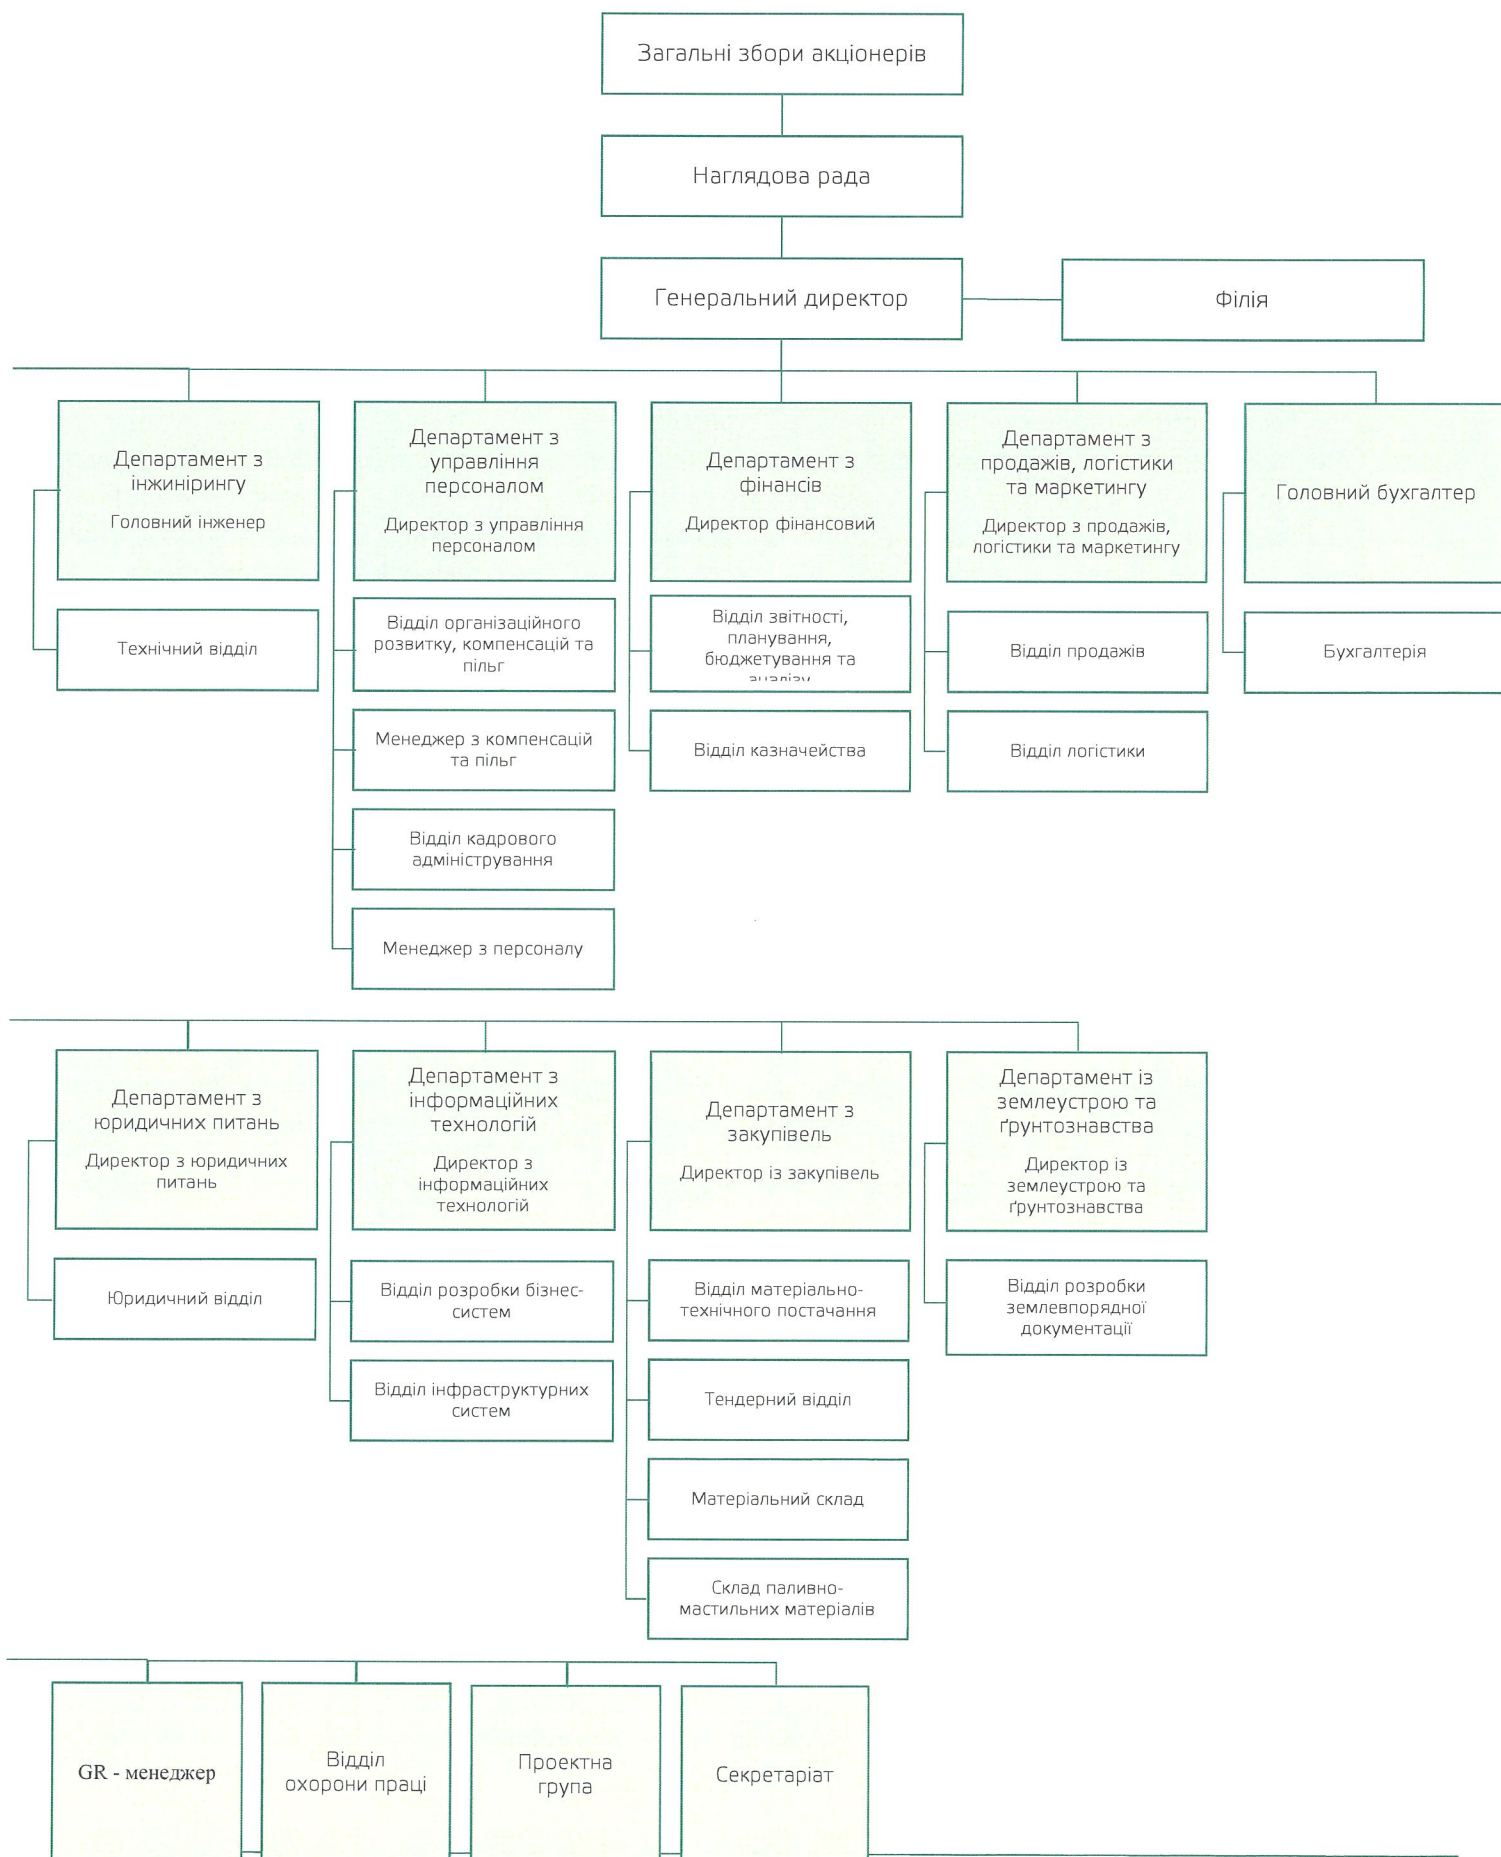 Загальні збори акціонерів
Наглядова рада
Генеральний директор
Філія
Департамент з
інжинірингу
Головний інженер
Технічний відділ
Департамент з
управління
персоналом
Директор з управління
персоналом
Відділ організаційного
розвитку, компенсацій та
пільг
Менеджер з компенсацій
та пільг
Відділ кадрового
адміністрування
Менеджер з персоналу
Департамент з
фінансів
Директор фінансовий
Відділ звітності,
планування,
бюджетування та
аналізу
Відділ казначейства
Департамент з
продажів, логістики
та маркетингу
Директор з продажів,
логістики та маркетингу
Відділ продажів
Відділ логістики
Головний бухгалтер
Бухгалтерія
Департамент з
юридичних питань
Директор з юридичних
питань
Юридичний відділ
Департамент з
інформаційних
технологій
Директор з
інформаційних
технологій
Відділ розробки бізнес-
систем
Відділ інфраструктурних
систем
Департамент з
закупівель
Директор із закупівель
Відділ матеріально-
технічного постачання
Тендерний відділ
Матеріальний склад
Склад паливно-
мастильних матеріалів
Департамент із
землеустрою та
ґрунтознавства
Директор із
землеустрою та
ґрунтознавства
Відділ розробки
землевпорядної
документації
GR - менеджер
Відділ
охорони праці
Проектна
група
Секретаріат